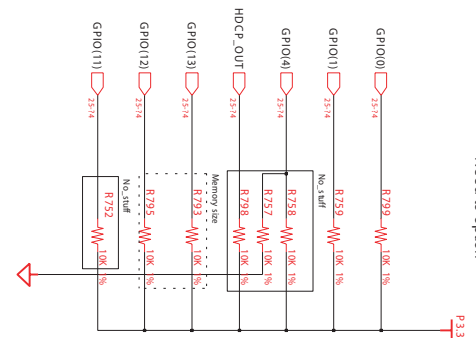 GPIO(11)
GPIO(12)
GPIO(13)
HDCP_OUT
GPIO(4)
GPIO(1)
GPIO(0)
25-74
25-74
25-74
25-74
25-74
25-74
25-74
No_stuff
Memory size
No_stuff
R752
R795
R793
R798
R757
R758
R759
R799
10K 1%
10K 1%
10K 1%
10K 1%
10K 1%
10K 1%
10K 1%
10K 1%
P3.3